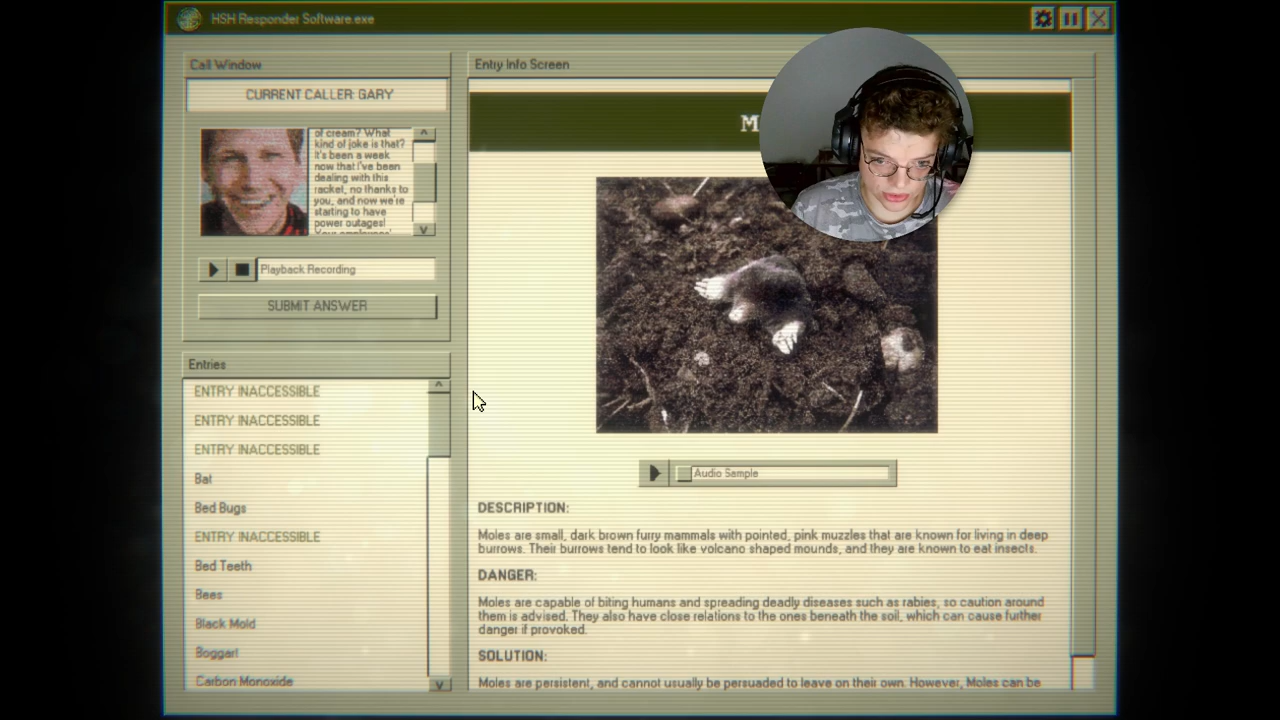 HSH Responder Software.exe
Call Window
Entry Info Screen
CURRENT CALLER: GARY
M
of cream? What
kind of joke is that?
It's been a week
now that i've been
dealing with this
racket, no thanks to
you, and now we're
starting to have
power outages!
Your employees'
Playback Recording
SUBMIT ANSWER
Entries
ENTRY INACCESSIBLE
ENTRY INACCESSIBLE
ENTRY INACCESSIBLE
Bat
Bed Bugs
ENTRY INACCESSIBLE
Bed Teeth
Bees
Black Mold
Boggart
Carbon Monoxide
Audio Sample
DESCRIPTION:
Moles are small, dark brown furry mammals with pointed, pink muzzles that are known for living in deep
burrows. Their burrows tend to look like volcano shaped mounds, and they are known to eat insects.
DANGER:
Moles are capable of biting humans and spreading deadly diseases such as rabies, so caution around
them is advised. They also have close relations to the ones beneath the soil, which can cause further
danger if provoked.
SOLUTION:
Moles are persistent, and cannot usually be persuaded to leave on their own. However, Moles can be